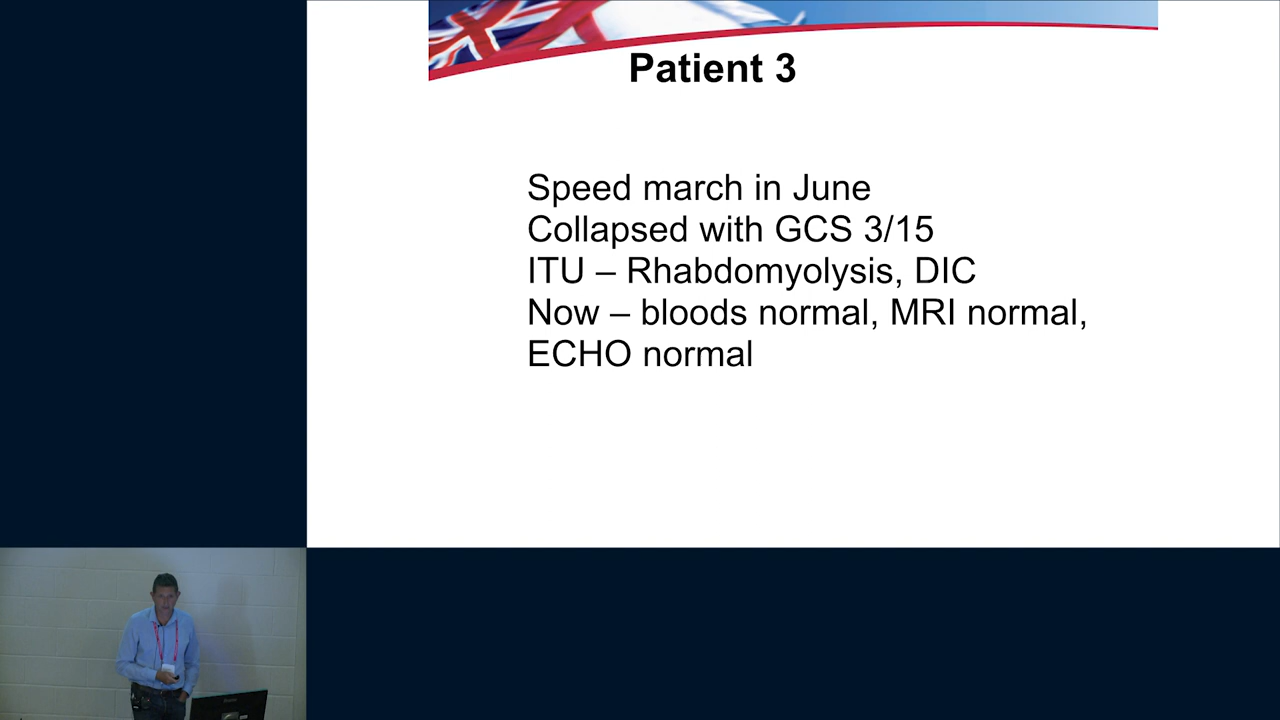 Patient 3
Speed march in June
Collapsed with GCS 3/15
ITU – Rhabdomyolysis, DIC
Now – bloods normal, MRI normal,
ECHO normal